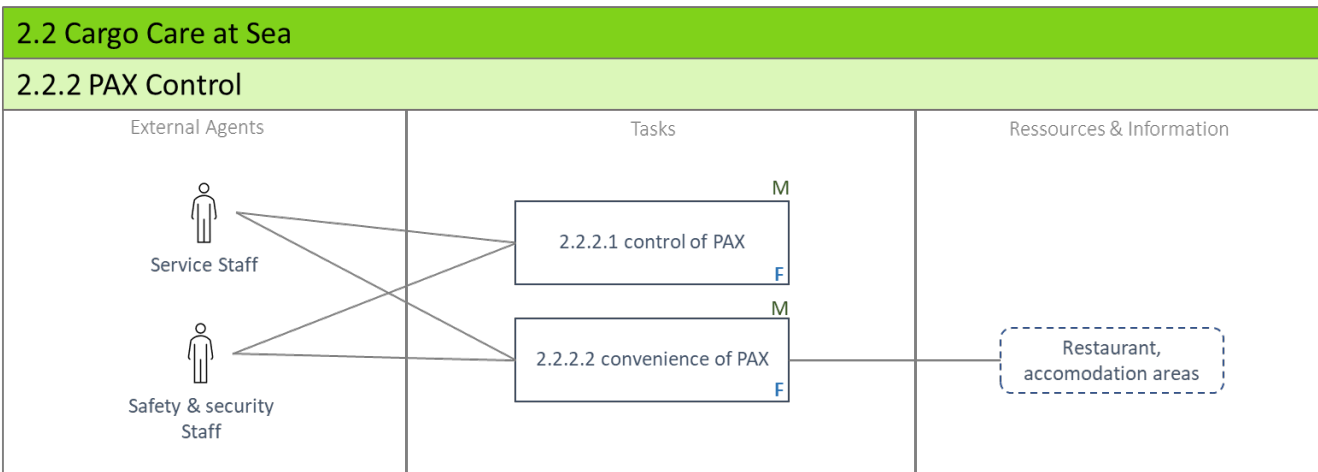 2.2 Cargo Care at Sea
2.2.2 PAX Control
External Agents
Tasks
Ressources & Information
Service Staff
Safety & security
Staff
M
2.2.2.1 control of PAX
F
M
2.2.2.2 convenience of PAX
F
Restaurant,
accomodation areas